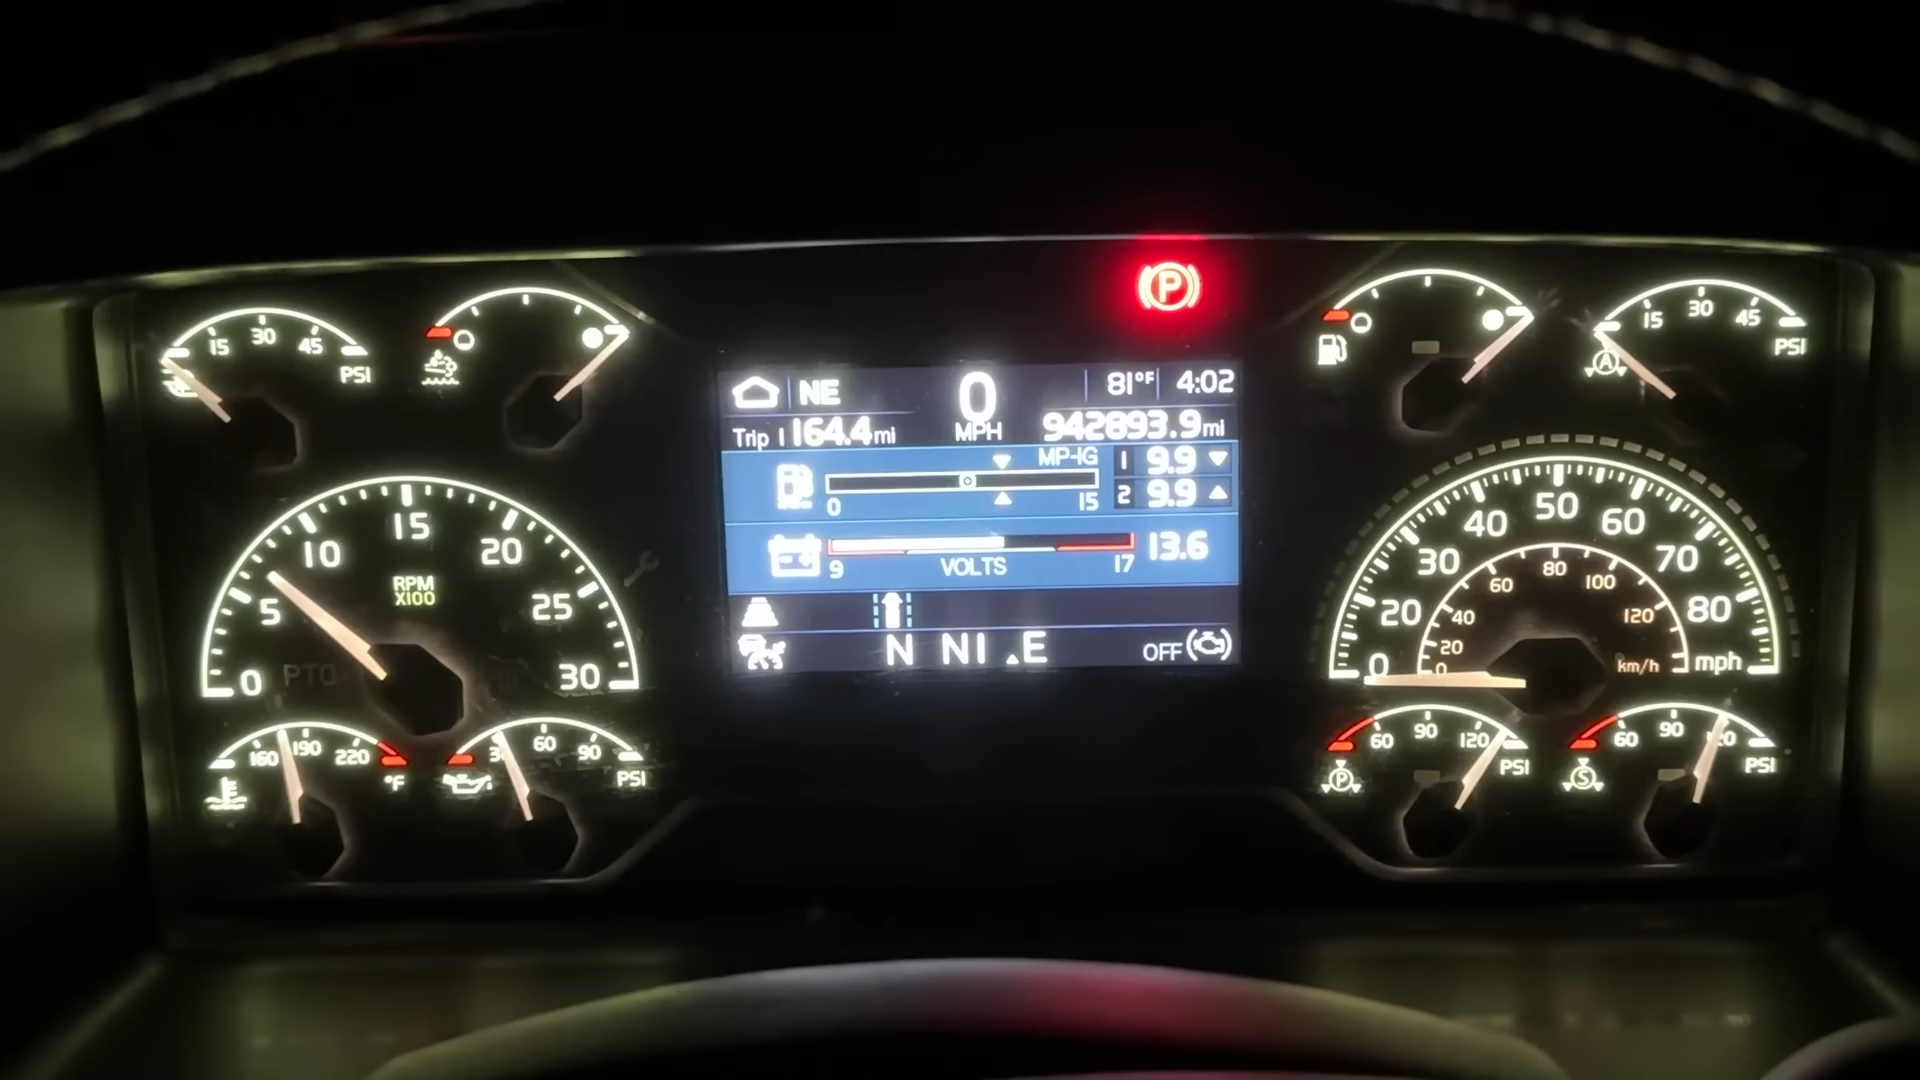 15 30 45 PSI
15 30 45 PSI
A
P
NE 0 81°F 4:02
Trip 1 164.4 mi MPH 942893.9 mi
MP-IG 1 9.9
0 15 2 9.9
13.6
9 VOLTS 17
N NI E OFF
0 5 10 15 20 25 30
RPM
X100
PTO
0 20 30 40 50 60 70 80 mph
0 20 40 60 80 100 120 km/h
160 190 220 °F
60 90 PSI
60 90 120 PSI
P
60 90 PSI
S